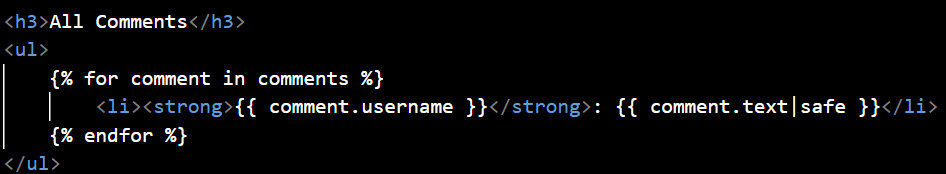 <h3>All Comments</h3>
<ul>
    {% for comment in comments %}
        <li><strong>{{ comment.username }}</strong>: {{ comment.text|safe }}</li>
    {% endfor %}
</ul>